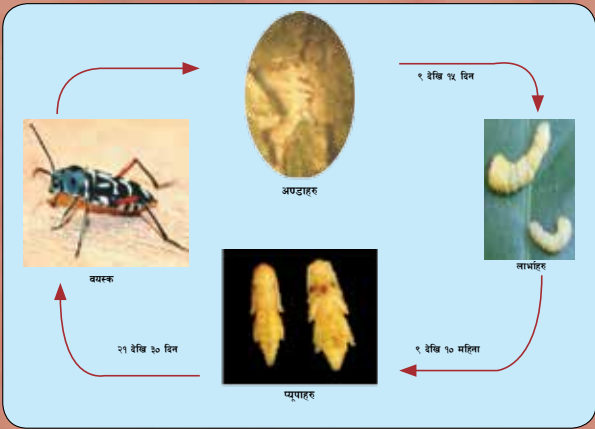 ९ देखि १५ दिन
अण्डाहरु
लार्भाहरु
वयस्क
२१ देखि ३० दिन
९ देखि १० महिना
प्यूपाहरु